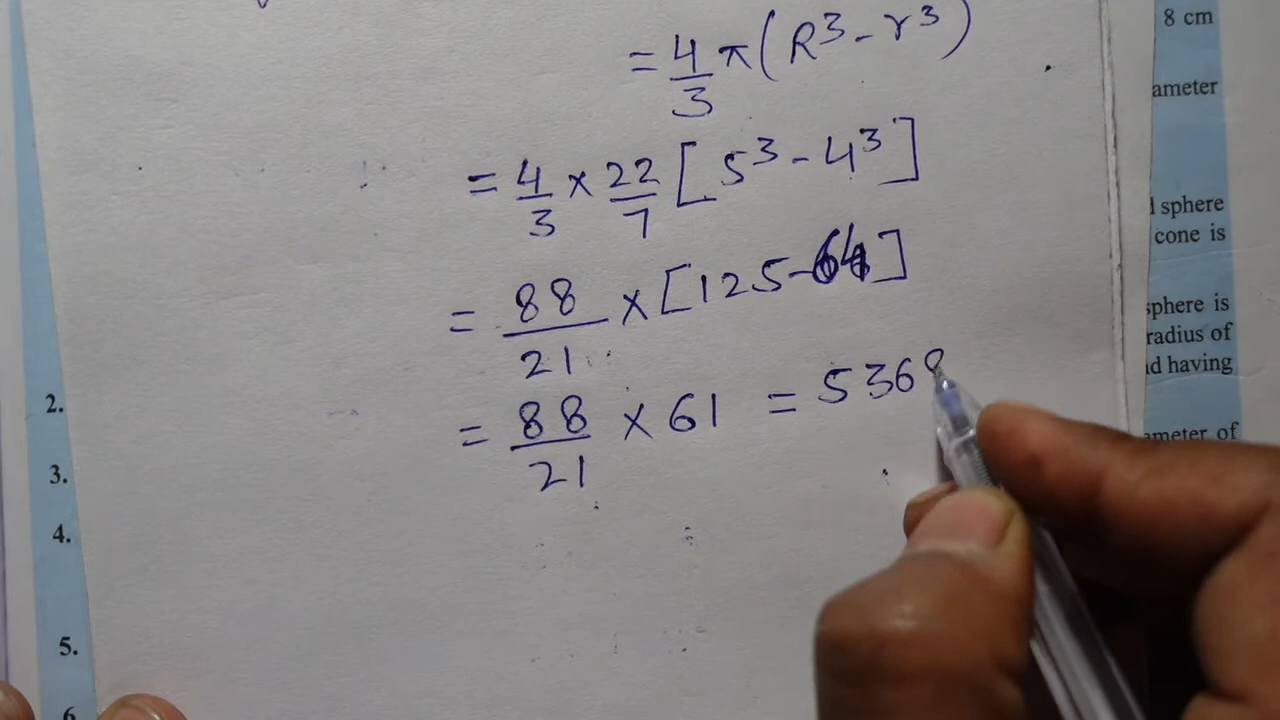 = 4/3 π (R³ - r³)
= 4/3 × 22/7 [5³ - 4³]
= 88/21 × [125 - 64]
= 88/21 × 61 = 5368
8 cm
ameter
sphere
cone is
sphere is
radius of
d having
ameter of
2.
3.
4.
5.
6